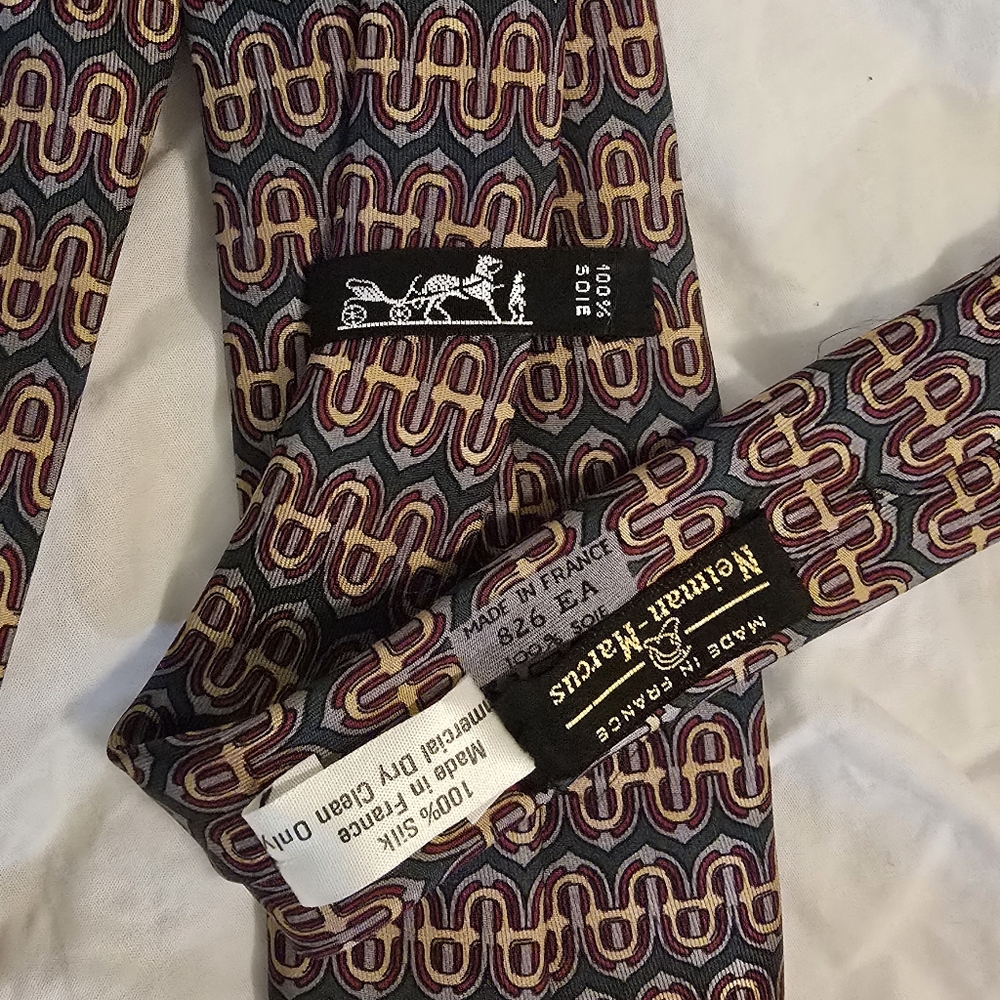 100%
SOIE
MADE IN FRANCE
826 EA
100% SOIE
Neiman-Marcus
MADE IN FRANCE
100% Silk
Made in France
Dry Clean Only